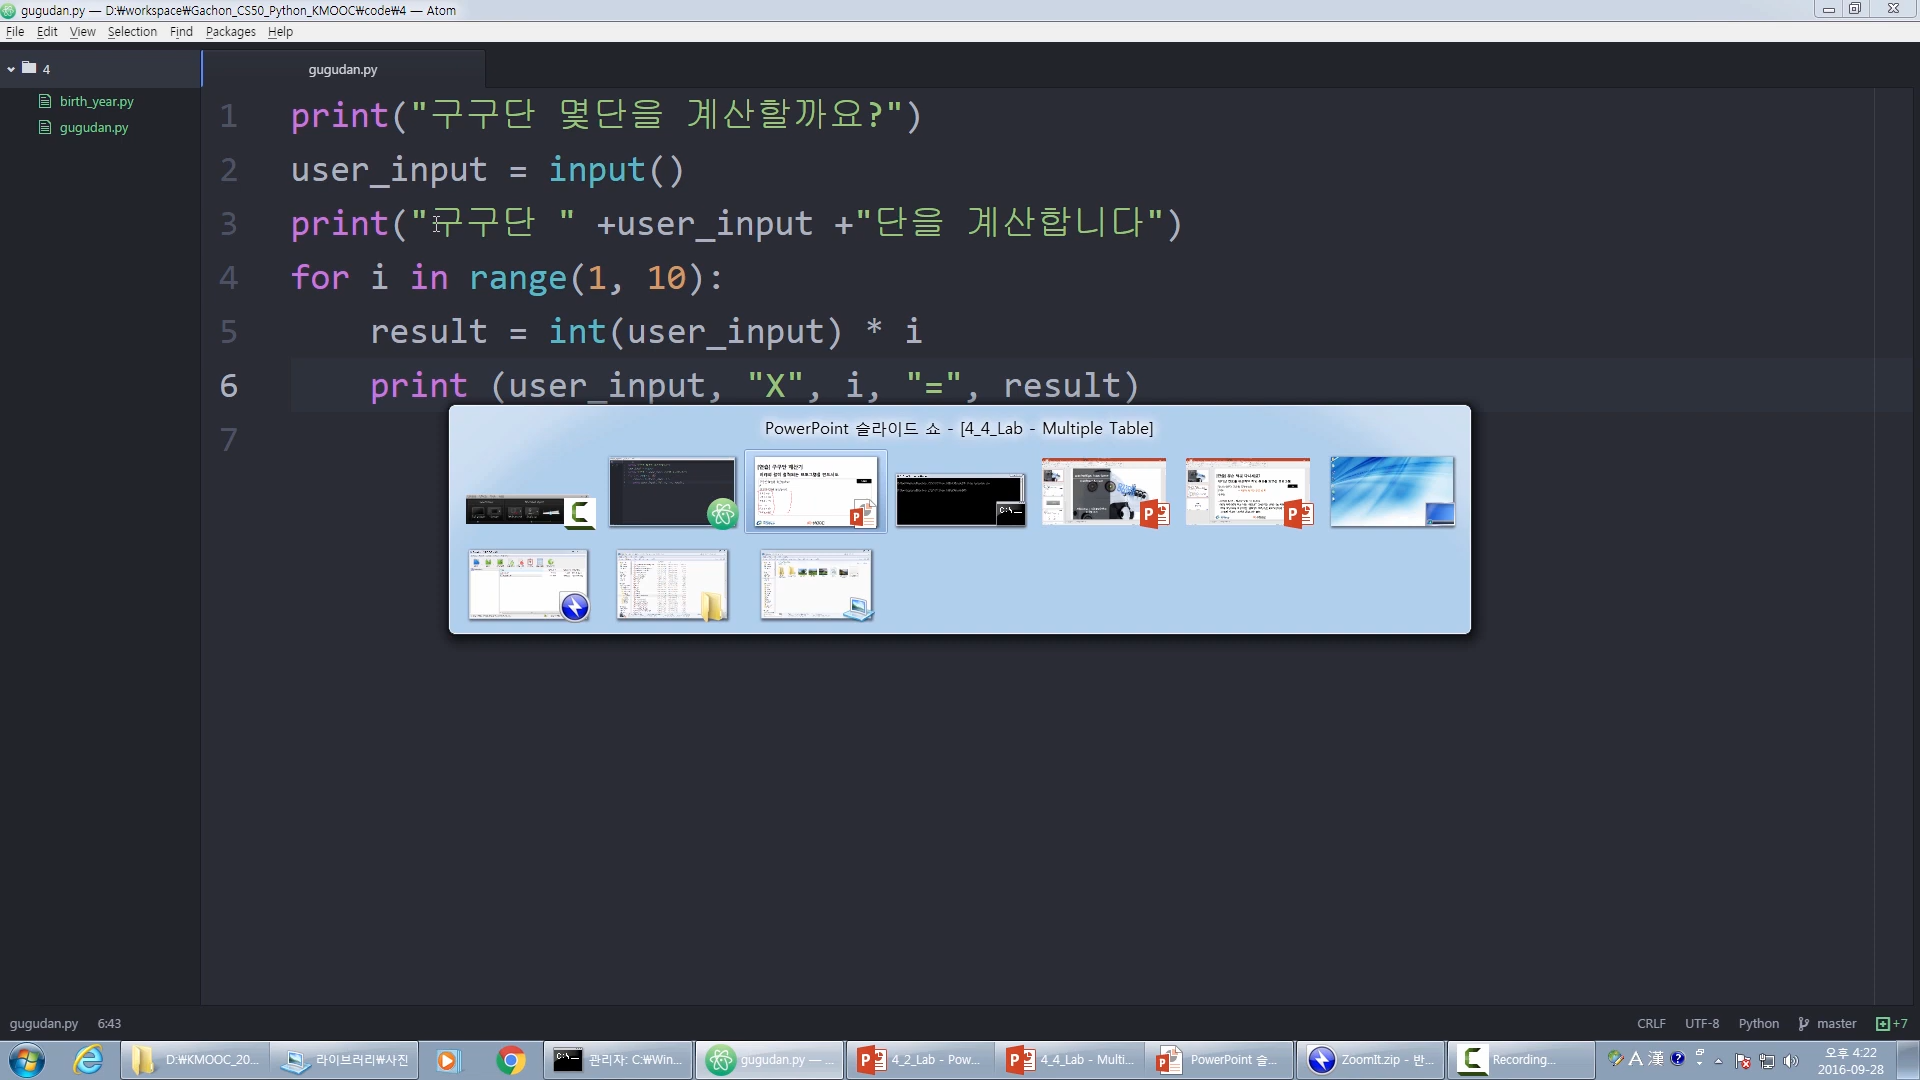 gugudan.py — D:₩workspace₩Gachon_CS50_Python_KMOOC₩code₩4 — Atom
File Edit View Selection Find Packages Help
4
birth_year.py
gugudan.py
gugudan.py
1 print("구구단 몇단을 계산할까요?")
2 user_input = input()
3 print("구구단 " +user_input +"단을 계산합니다")
4 for i in range(1, 10):
5 result = int(user_input) * i
6 print (user_input, "X", i, "=", result)
7
PowerPoint 슬라이드 쇼 - [4_4_Lab - Multiple Table]
gugudan.py 6:43
CRLF UTF-8 Python master +7
D:₩KMOOC_20... 라이브러리₩사진 관리자: C:₩Win... gugudan.py — ... 4_2_Lab - Pow... 4_4_Lab - Multi... PowerPoint 슬... ZoomIt.zip - 반... Recording... A 漢
오후 4:22
2016-09-28